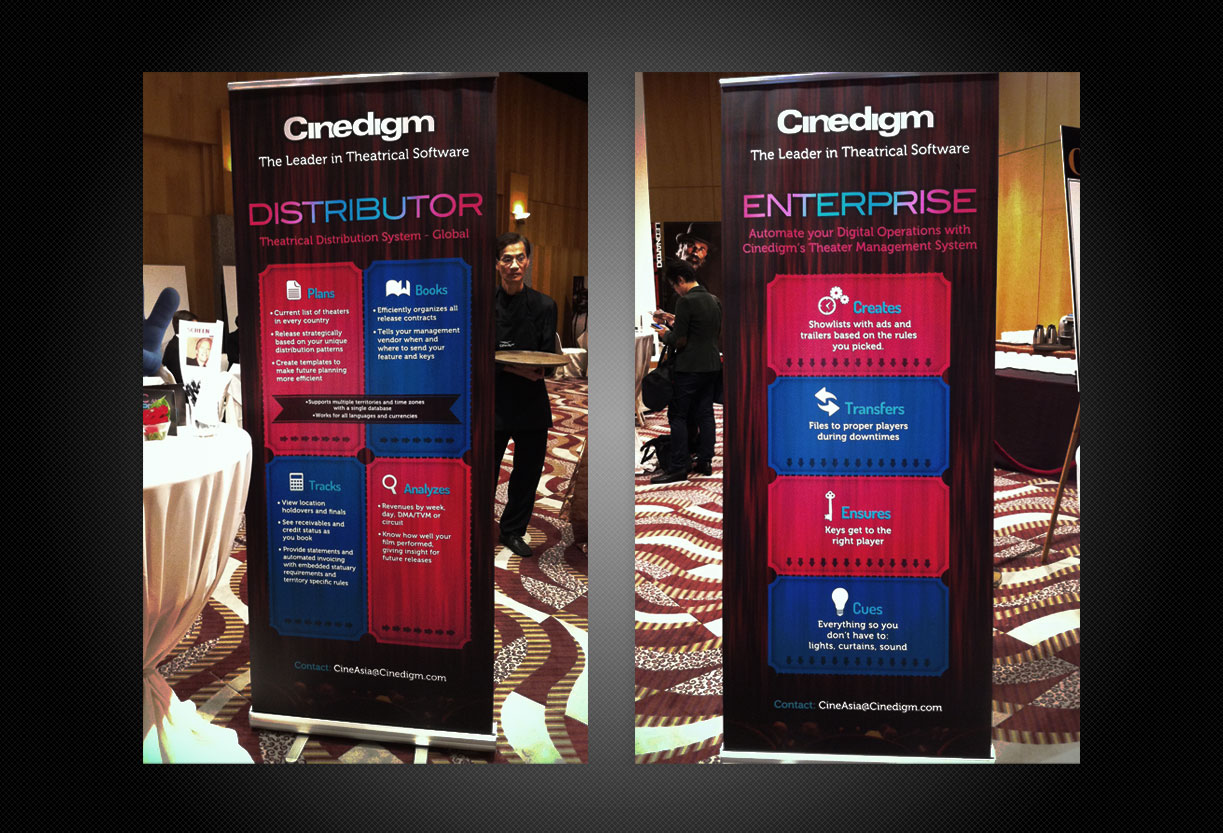 Cinedigm
The Leader in Theatrical Software
DISTRIBUTOR
Theatrical Distribution System - Global
Plans
• Current list of theaters
in every country
• Release strategically
based on your unique
distribution patterns
• Create templates to
make future planning
more efficient
Books
• Efficiently organizes all
release contracts
• Tells your management
vendor when and
where to send your
feature and keys
•Supports multiple territories and time zones
with a single database
•Works for all languages and currencies
Tracks
• View location
holdovers and finals
• See receivables and
credit status as
you book
• Provide statements and
automated invoicing
with embedded statuary
requirements and
territory specific rules
Analyzes
• Revenues by week,
day, DMA/TVM or
circuit
• Know how well your
film performed,
giving insight for
future releases
Contact: CineAsia@Cinedigm.com
SCREEN
Cinedigm
The Leader in Theatrical Software
ENTERPRISE
Automate your Digital Operations with
Cinedigm's Theater Management System
Creates
Showlists with ads and
trailers based on the rules
you picked.
Transfers
Files to proper players
during downtimes
Ensures
Keys get to the
right player
Cues
Everything so you
don't have to:
lights, curtains, sound
Contact: CineAsia@Cinedigm.com